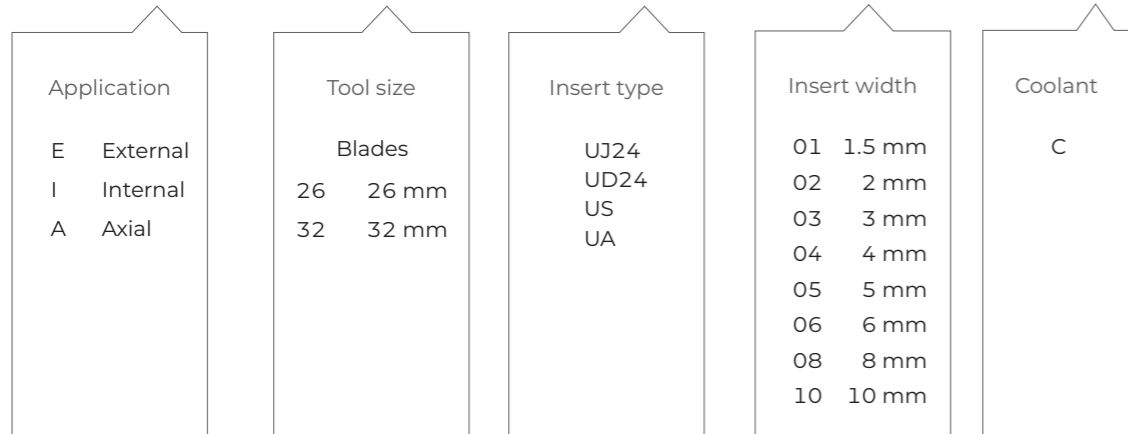 Application
E External
I Internal
A Axial
Tool size
Blades
26 26 mm
32 32 mm
Insert type
UJ24
UD24
US
UA
Insert width
01 1.5 mm
02 2 mm
03 3 mm
04 4 mm
05 5 mm
06 6 mm
08 8 mm
10 10 mm
Coolant
C